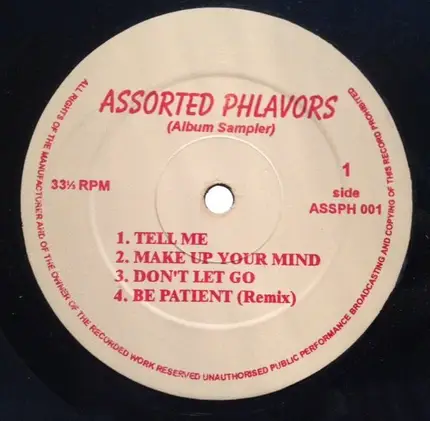 ASSORTED PHLAVORS
(Album Sampler)
33⅓ RPM
1
side
ASSPH 001
1. TELL ME
2. MAKE UP YOUR MIND
3. DON'T LET GO
4. BE PATIENT (Remix)
ALL RIGHTS OF THE MANUFACTURER AND OF THE OWNER OF THE RECORDED WORK RESERVED UNAUTHORISED PUBLIC PERFORMANCE BROADCASTING AND COPYING OF THIS RECORD PROHIBITED